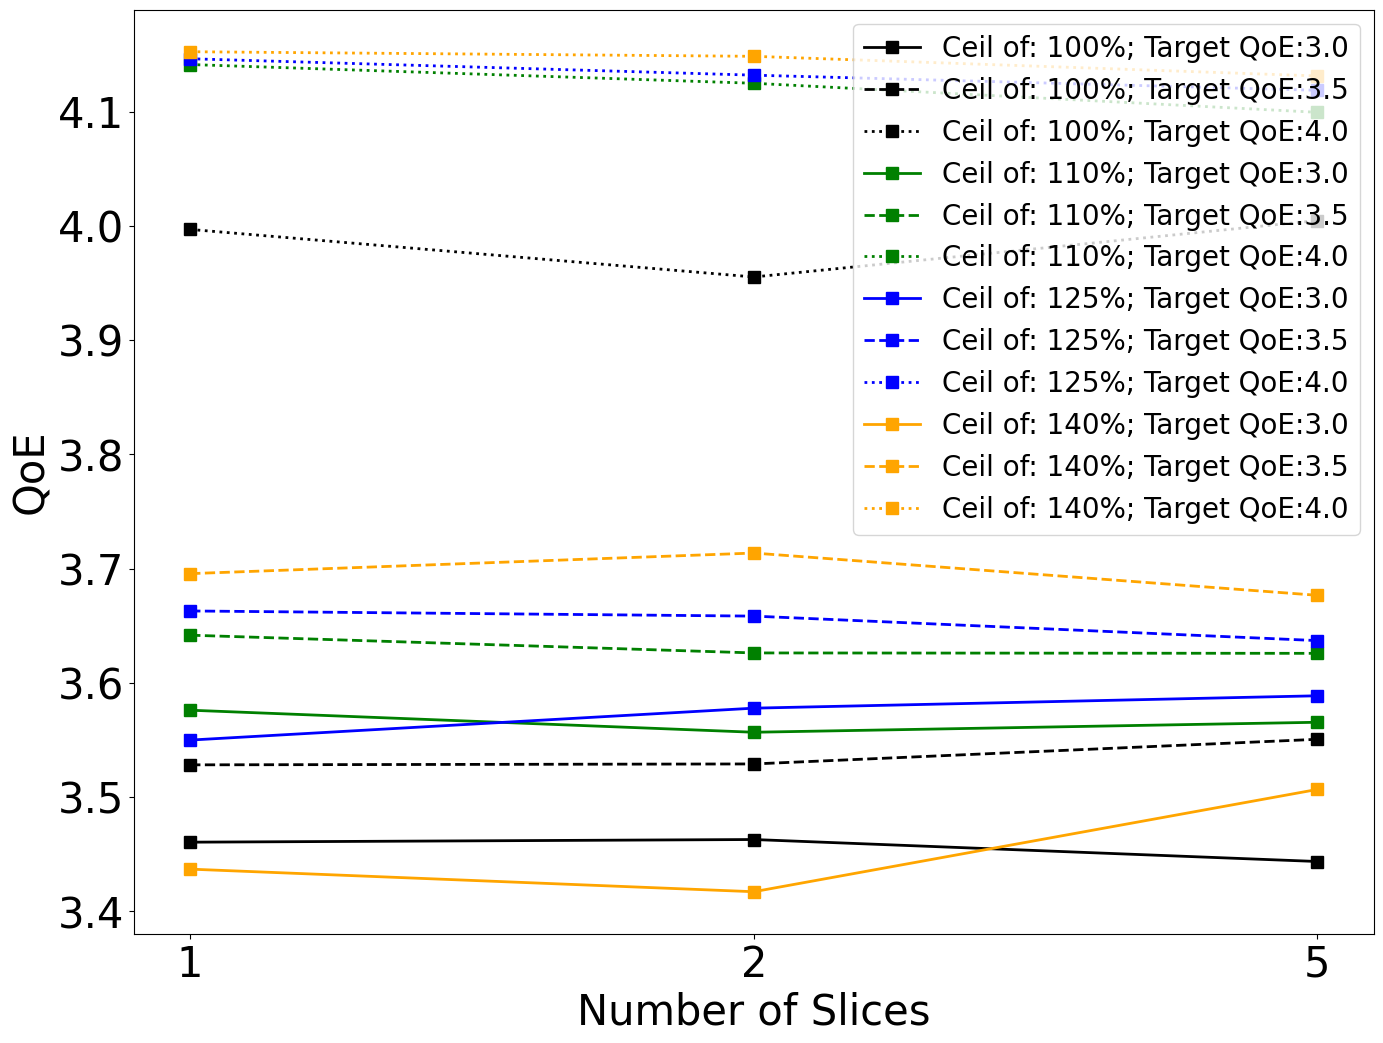 Ceil of: 100%; Target QoE:3.0
Ceil of: 100%; Target QoE:3.5
Ceil of: 100%; Target QoE:4.0
Ceil of: 110%; Target QoE:3.0
Ceil of: 110%; Target QoE:3.5
Ceil of: 110%; Target QoE:4.0
Ceil of: 125%; Target QoE:3.0
Ceil of: 125%; Target QoE:3.5
Ceil of: 125%; Target QoE:4.0
Ceil of: 140%; Target QoE:3.0
Ceil of: 140%; Target QoE:3.5
Ceil of: 140%; Target QoE:4.0
4.1
4.0
3.9
3.8
3.7
3.6
3.5
3.4
QoE
1 2 5
Number of Slices